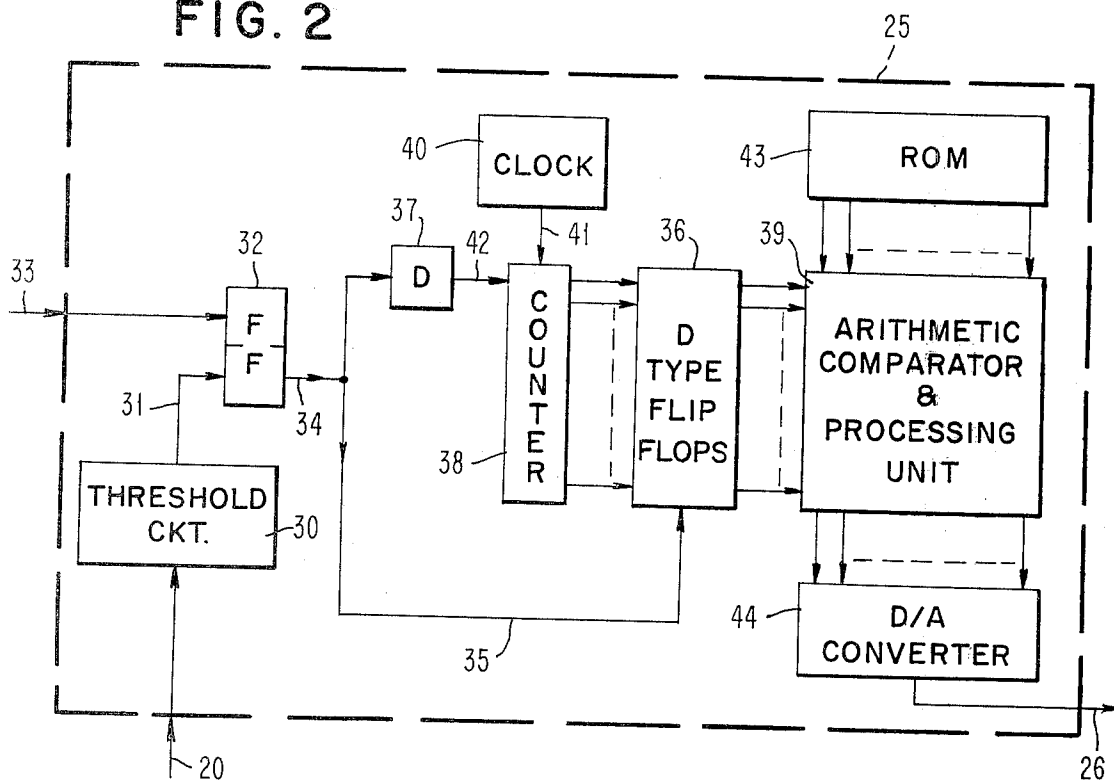 FIG. 2
25
40
CLOCK
43
ROM
37
D
42
41
36
39
33
32
F
F
34
31
COUNTER
38
D
TYPE
FLIP
FLOPS
ARITHMETIC
COMPARATOR
&
PROCESSING
UNIT
THRESHOLD
CKT.
30
35
44
D/A
CONVERTER
20
26